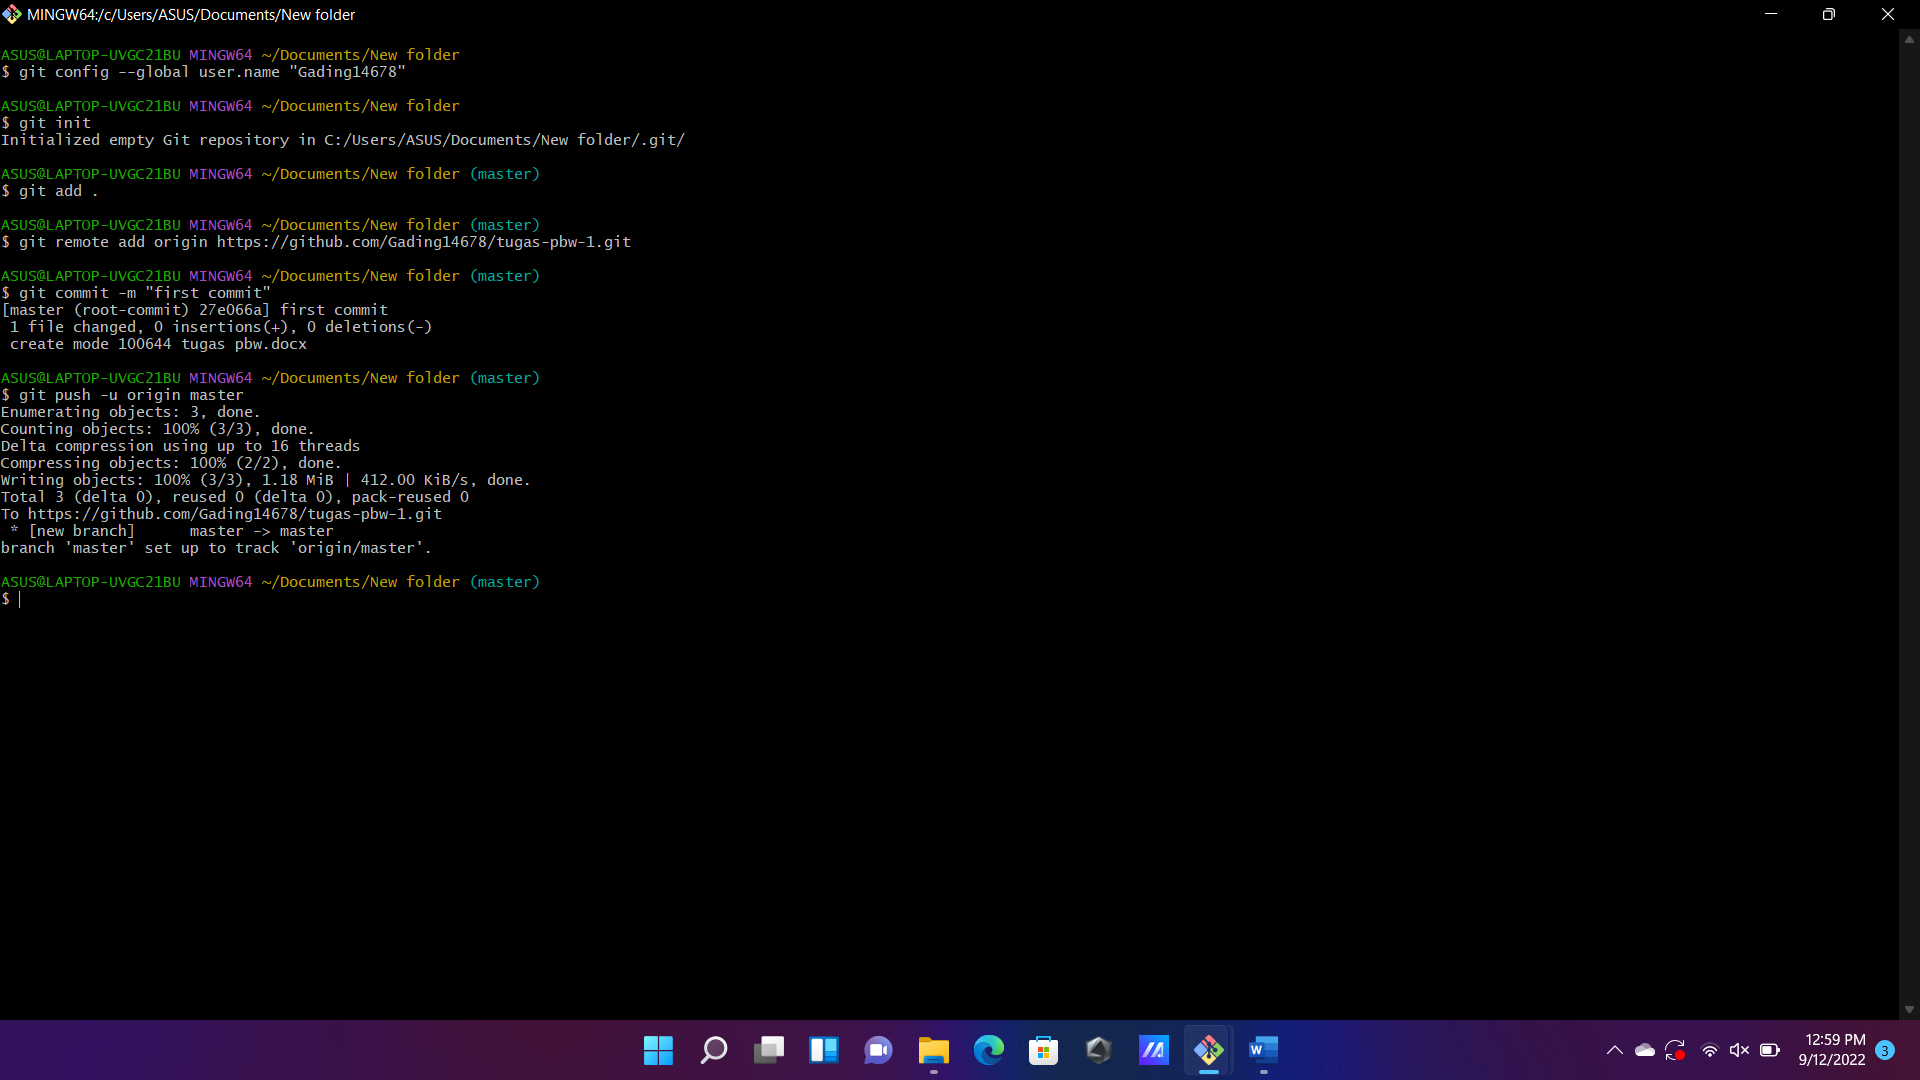 MINGW64:/c/Users/ASUS/Documents/New folder
ASUS@LAPTOP-UVGC21BU MINGW64 ~/Documents/New folder
$ git config --global user.name "Gading14678"
ASUS@LAPTOP-UVGC21BU MINGW64 ~/Documents/New folder
$ git init
Initialized empty Git repository in C:/Users/ASUS/Documents/New folder/.git/
ASUS@LAPTOP-UVGC21BU MINGW64 ~/Documents/New folder (master)
$ git add .
ASUS@LAPTOP-UVGC21BU MINGW64 ~/Documents/New folder (master)
$ git remote add origin https://github.com/Gading14678/tugas-pbw-1.git
ASUS@LAPTOP-UVGC21BU MINGW64 ~/Documents/New folder (master)
$ git commit -m "first commit"
[master (root-commit) 27e066a] first commit
 1 file changed, 0 insertions(+), 0 deletions(-)
 create mode 100644 tugas pbw.docx
ASUS@LAPTOP-UVGC21BU MINGW64 ~/Documents/New folder (master)
$ git push -u origin master
Enumerating objects: 3, done.
Counting objects: 100% (3/3), done.
Delta compression using up to 16 threads
Compressing objects: 100% (2/2), done.
Writing objects: 100% (3/3), 1.18 MiB | 412.00 KiB/s, done.
Total 3 (delta 0), reused 0 (delta 0), pack-reused 0
To https://github.com/Gading14678/tugas-pbw-1.git
 * [new branch]      master -> master
branch 'master' set up to track 'origin/master'.
ASUS@LAPTOP-UVGC21BU MINGW64 ~/Documents/New folder (master)
$
W
12:59 PM
9/12/2022
3